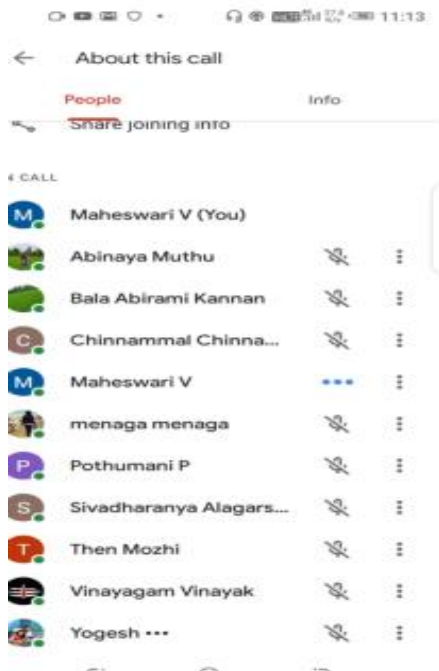 11:13
About this call
People Info
Share joining info
CALL
M Maheswari V (You)
Abinaya Muthu
Bala Abirami Kannan
C Chinnammal Chinna...
M Maheswari V
menaga menaga
P Pothumani P
S Sivadharanya Alagars...
T Then Mozhi
Vinayagam Vinayak
Yogesh •••